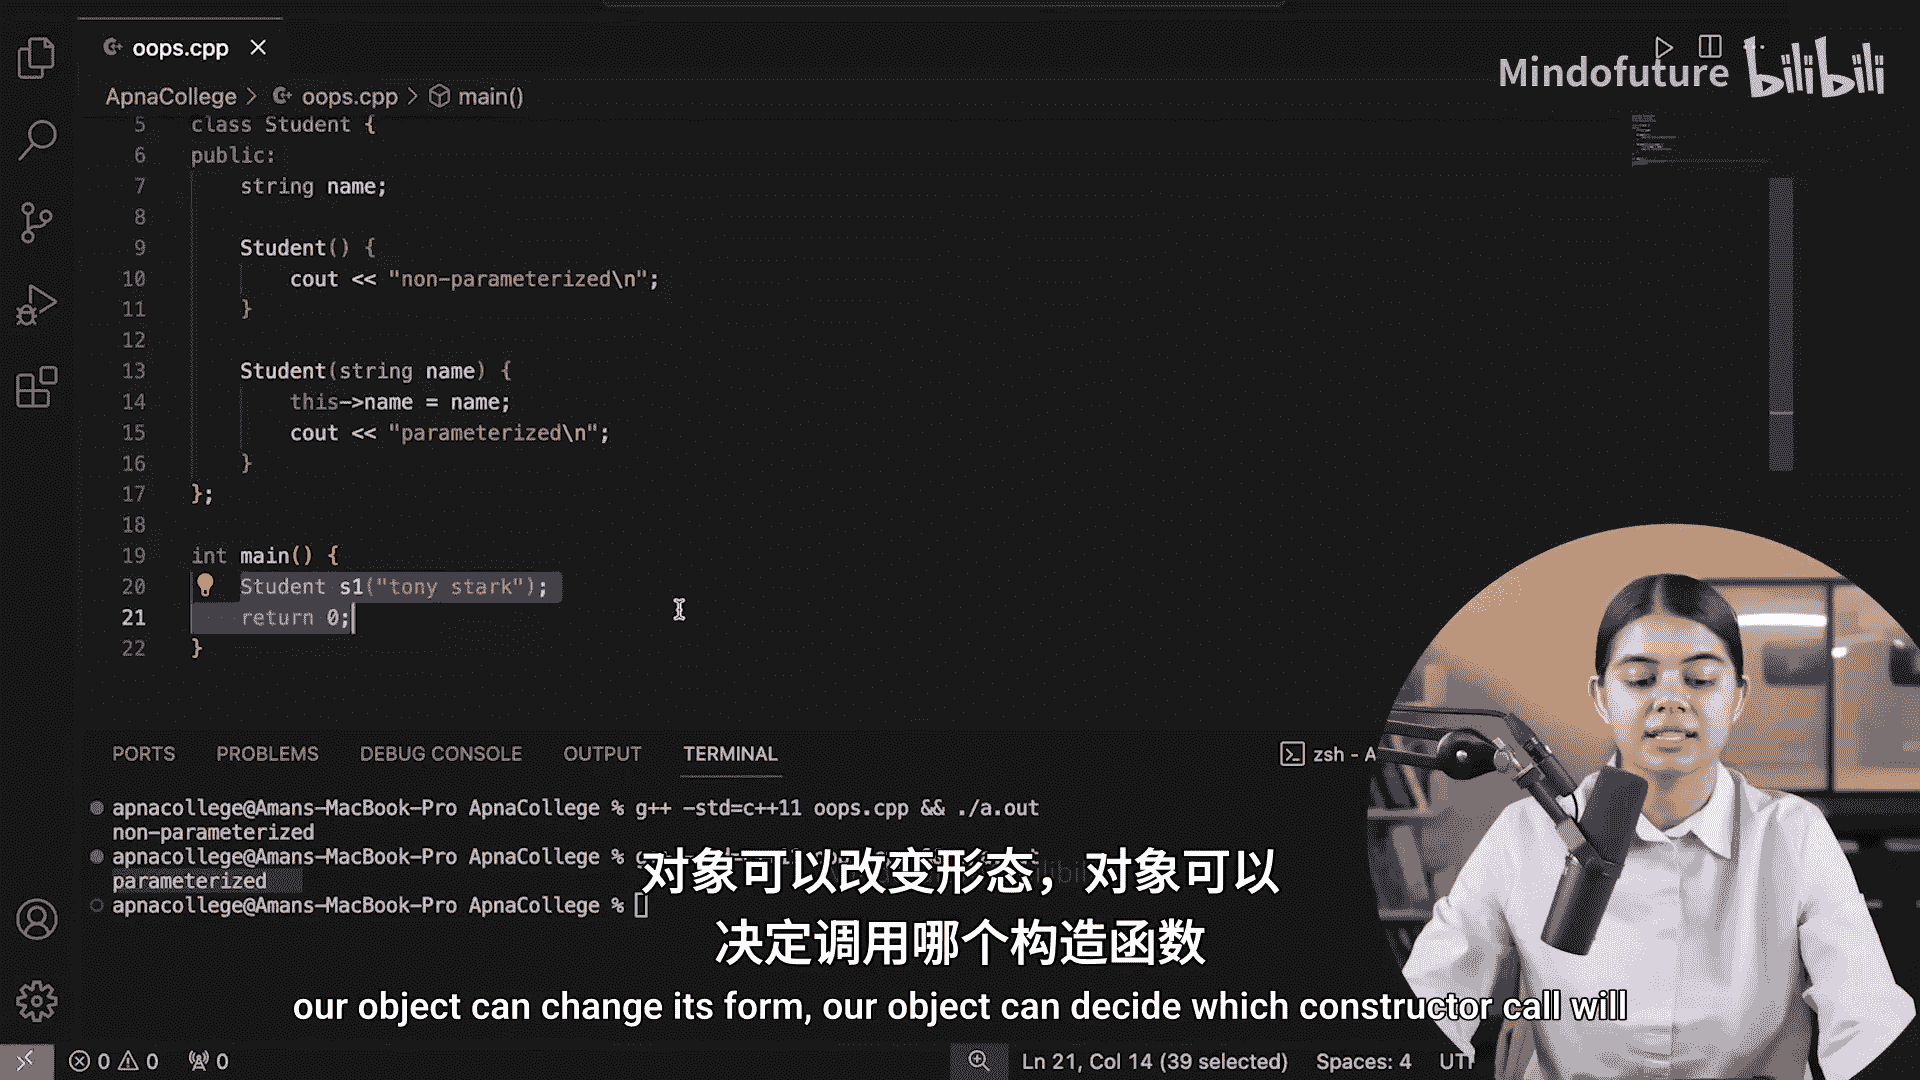 oops.cpp
Mindofuture bilibili
ApnaCollege > oops.cpp > main()
5 class Student {
6 public:
7 string name;
8
9 Student() {
10 cout << "non-parameterized\n";
11 }
12
13 Student(string name) {
14 this->name = name;
15 cout << "parameterized\n";
16 }
17 };
18
19 int main() {
20 Student s1("tony stark");
21 return 0;
22 }
PORTS PROBLEMS DEBUG CONSOLE OUTPUT TERMINAL zsh - A
apnacollege@Amans-MacBook-Pro ApnaCollege % g++ -std=c++11 oops.cpp && ./a.out
non-parameterized
apnacollege@Amans-MacBook-Pro ApnaCollege %
parameterized
apnacollege@Amans-MacBook-Pro ApnaCollege %
对象可以改变形态，对象可以
决定调用哪个构造函数
our object can change its form, our object can decide which constructor call will
0 0 0 Ln 21, Col 14 (39 selected) Spaces: 4 UTF